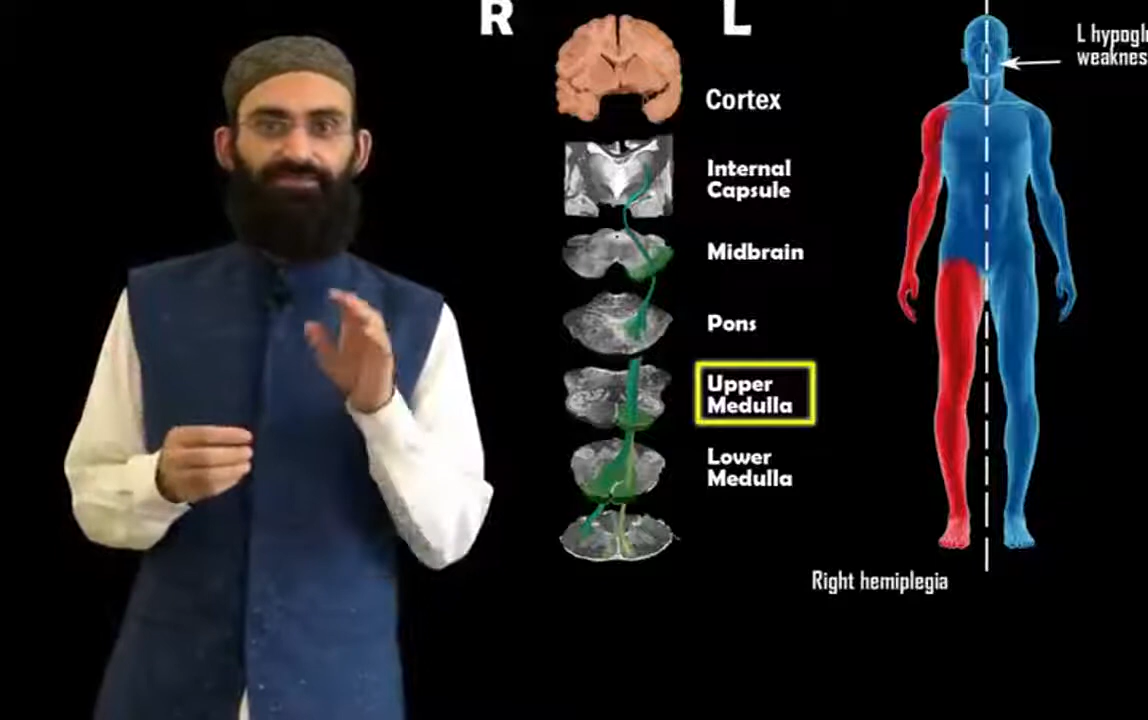 R
L
Cortex
Internal
Capsule
Midbrain
Pons
Upper
Medulla
Lower
Medulla
L
Right hemiplegia